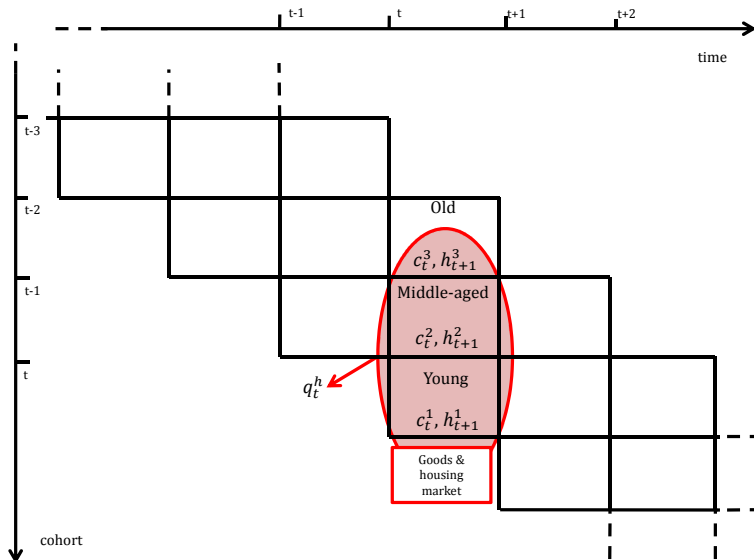 t-1
t
t+1
t+2
time
t-3
t-2
Old
$c_t^3, h_{t+1}^3$
t-1
Middle-aged
$c_t^2, h_{t+1}^2$
t
Young
$q_t^h$
$c_t^1, h_{t+1}^1$
Goods &
housing
market
cohort